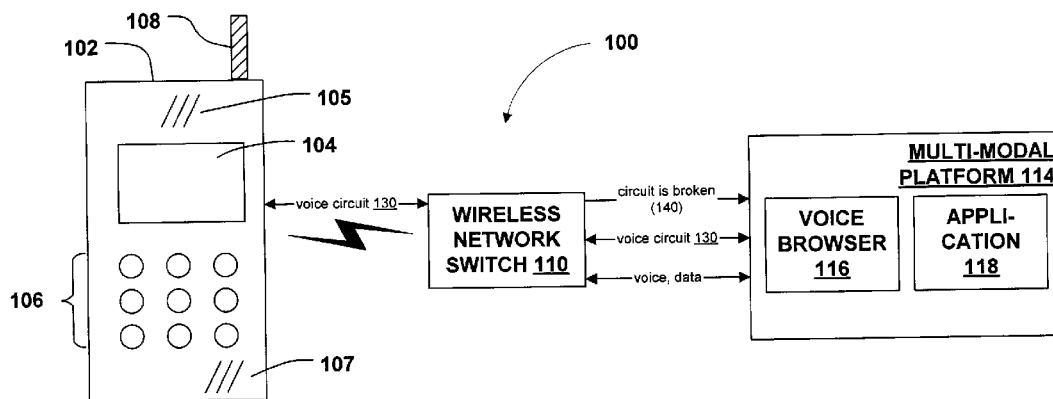 108
102
100
105
104
MULTI-MODAL
PLATFORM 114
circuit is broken
(140)
voice circuit 130
WIRELESS
NETWORK
SWITCH 110
voice circuit 130
voice, data
VOICE
BROWSER
116
APPLI-
CATION
118
106
107